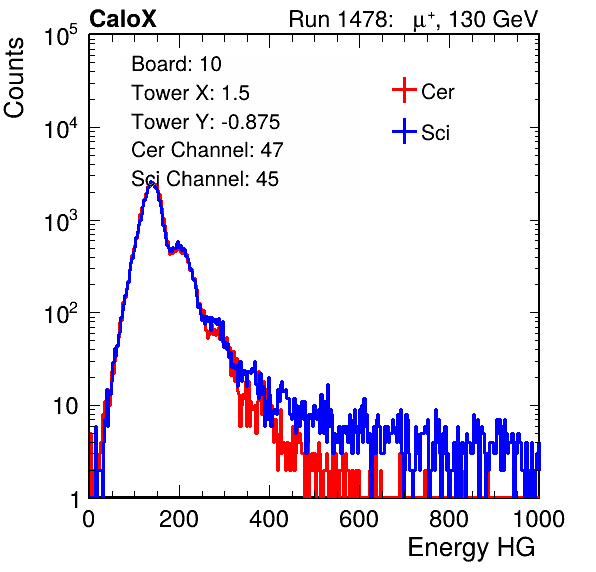 CaloX Run 1478: μ⁺, 130 GeV
Counts
10⁵
10⁴
10³
10²
10
1
Board: 10
Tower X: 1.5
Tower Y: -0.875
Cer Channel: 47
Sci Channel: 45
Cer
Sci
0 200 400 600 800 1000
Energy HG